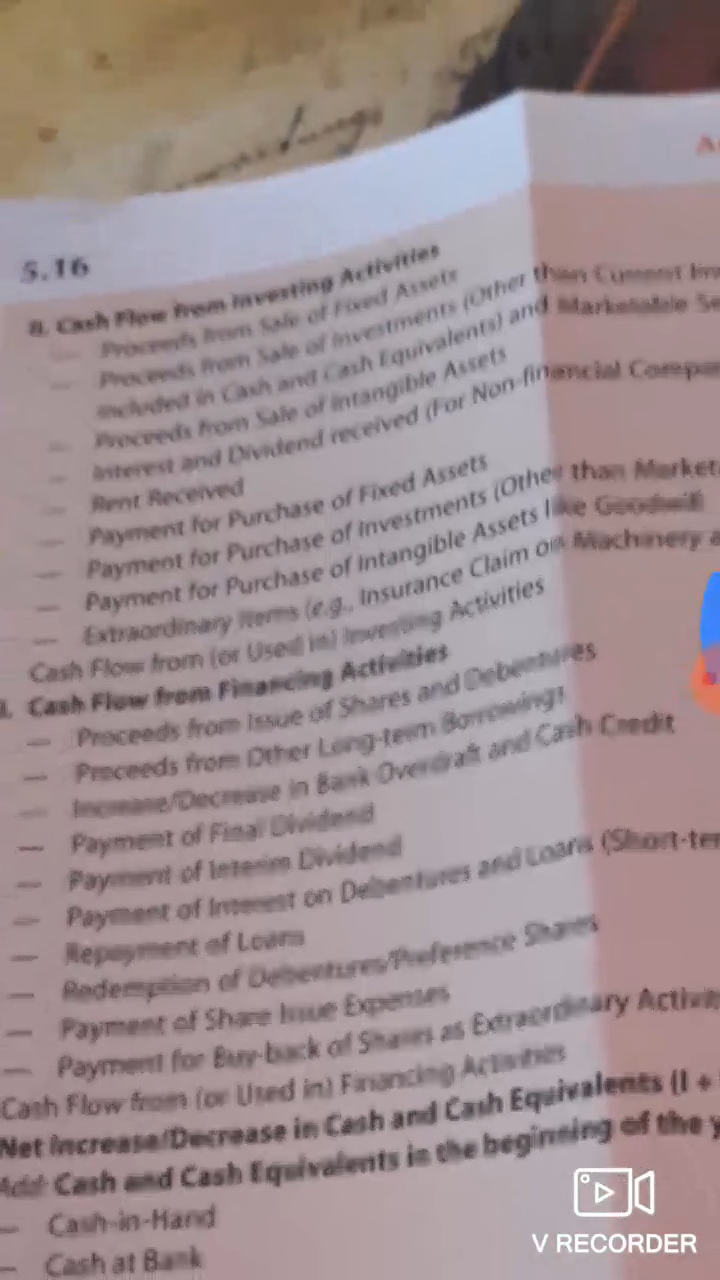 A
5.16
II. Cash Flow from Investing Activities
— Proceeds from Sale of Fixed Assets
— Proceeds from Sale of Investments (Other than Current Inv
included in Cash and Cash Equivalents) and Marketable Se
— Proceeds from Sale of Intangible Assets
— Interest and Dividend received (For Non-financial Compan
— Rent Received
— Payment for Purchase of Fixed Assets
— Payment for Purchase of Investments (Other than Marketa
— Payment for Purchase of Intangible Assets like Goodwill
— Extraordinary Items (e.g., Insurance Claim on Machinery a
Cash Flow from (or Used in) Investing Activities
I. Cash Flow from Financing Activities
— Proceeds from Issue of Shares and Debentures
— Proceeds from Other Long-term Borrowings
— Increase/Decrease in Bank Overdraft and Cash Credit
— Payment of Final Dividend
— Payment of Interim Dividend
— Payment of Interest on Debentures and Loans (Short-ter
— Repayment of Loans
— Redemption of Debentures/Preference Shares
— Payment of Share Issue Expenses
— Payment for Buy-back of Shares as Extraordinary Activit
Cash Flow from (or Used in) Financing Activities
Net Increase/Decrease in Cash and Cash Equivalents (I +
Add: Cash and Cash Equivalents in the beginning of the y
— Cash-in-Hand
— Cash at Bank
V RECORDER